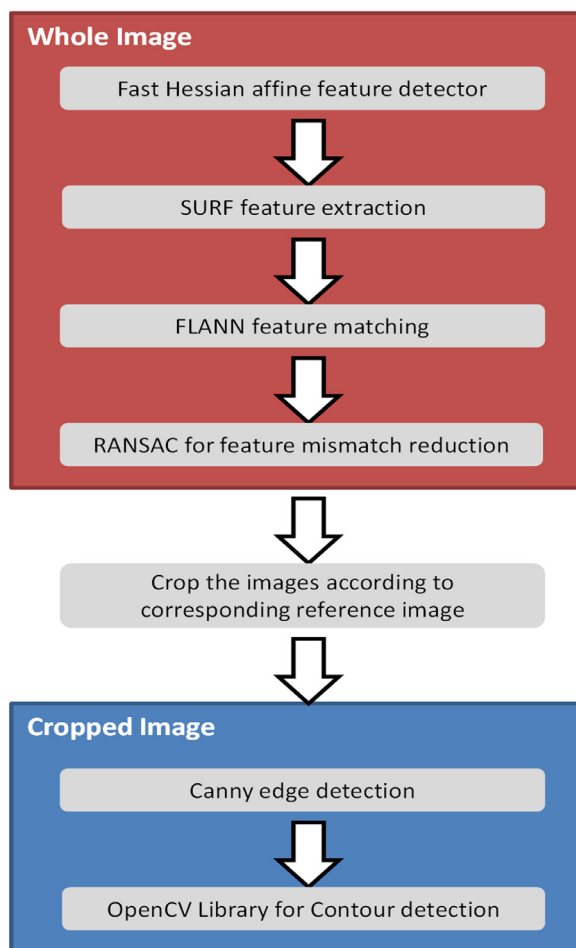 Whole Image
Fast Hessian affine feature detector
SURF feature extraction
FLANN feature matching
RANSAC for feature mismatch reduction
Crop the images according to
corresponding reference image
Cropped Image
Canny edge detection
OpenCV Library for Contour detection